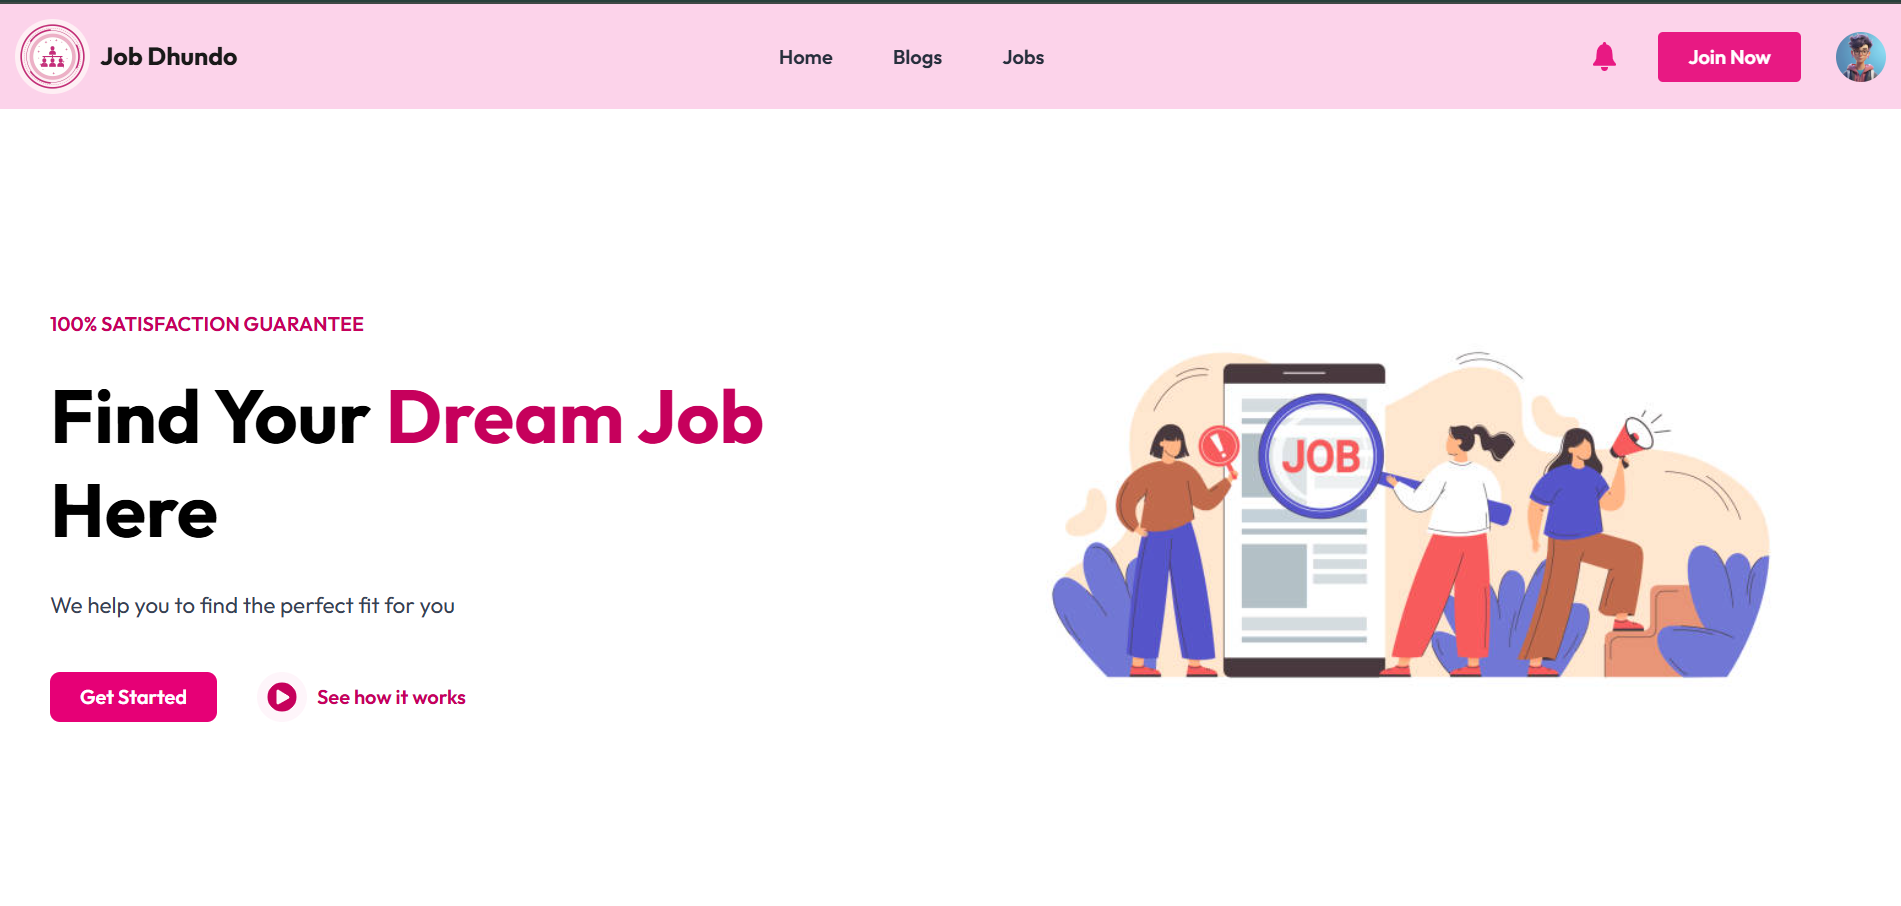 Job Dhundo
Home Blogs Jobs
Join Now
100% SATISFACTION GUARANTEE
Find Your Dream Job
Here
We help you to find the perfect fit for you
Get Started
See how it works
JOB